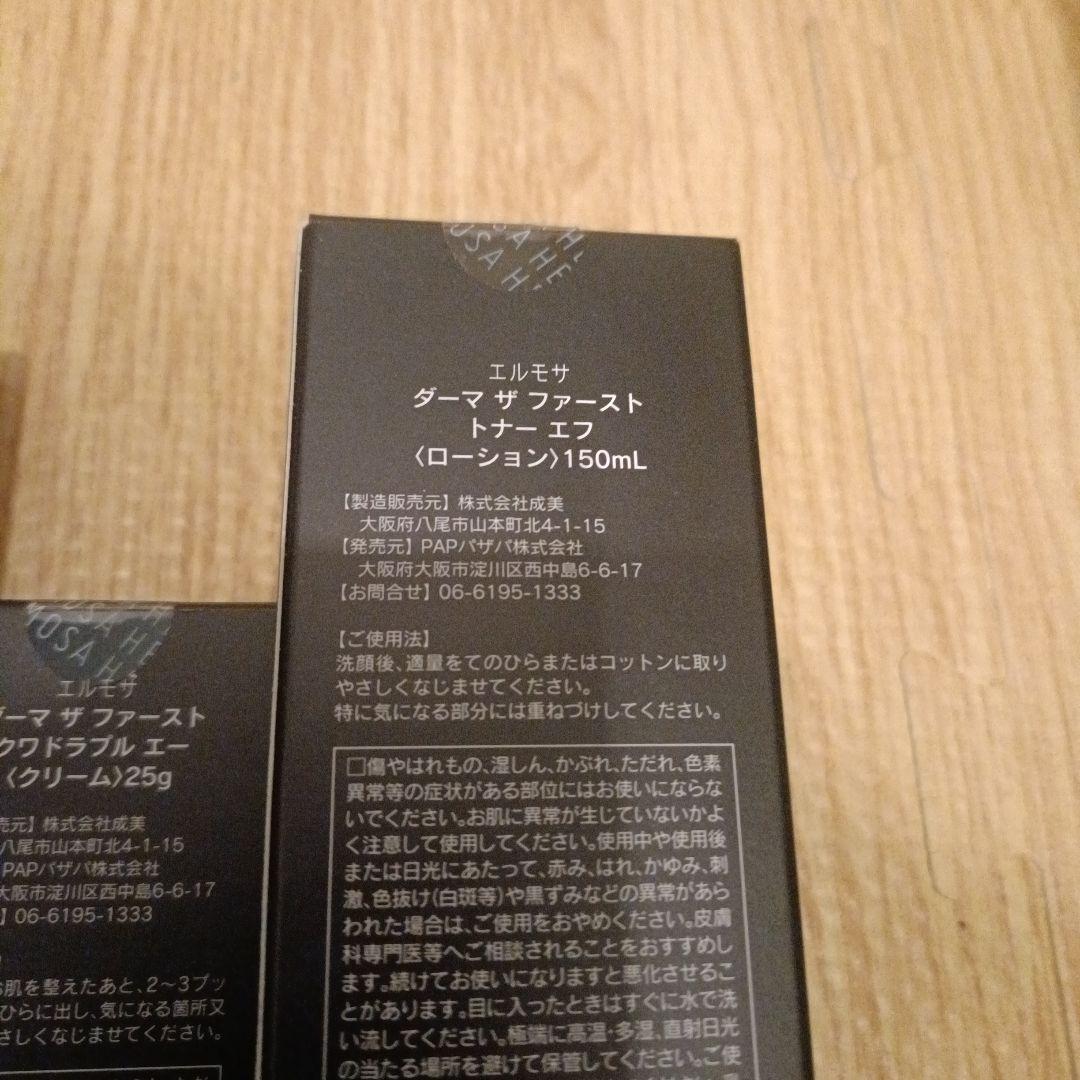 USA HE
OSA H
エルモサ
ダーマ ザ ファースト
トナー エフ
〈ローション〉150mL
【製造販売元】株式会社成美
大阪府八尾市山本町北4-1-15
【発売元】PAPバザパ株式会社
大阪府大阪市淀川区西中島6-6-17
【お問合せ】06-6195-1333
【ご使用法】
洗顔後、適量をてのひらまたはコットンに取り
やさしくなじませてください。
特に気になる部分には重ねづけしてください。
□傷やはれもの、湿しん、かぶれ、ただれ、色素
異常等の症状がある部位にはお使いにならな
いでください。お肌に異常が生じていないかよ
く注意して使用してください。使用中や使用後
または日光にあたって、赤み、はれ、かゆみ、刺
激、色抜け(白斑等)や黒ずみなどの異常があら
われた場合は、ご使用をおやめください。皮膚
科専門医等へご相談されることをおすすめし
ます。続けてお使いになりますと悪化させるこ
とがあります。目に入ったときはすぐに水で洗
い流してください。極端に高温・多湿、直射日光
の当たる場所を避けて保管してください。ご使
USA HE
MOSA H
エルモサ
ダーマ ザ ファースト
クワドラプル エー
〈クリーム〉25g
売元】株式会社成美
八尾市山本町北4-1-15
PAPバザパ株式会社
大阪市淀川区西中島6-6-17
】06-6195-1333
お肌を整えたあと、2〜3プッ
ひらに出し、気になる箇所又
さしくなじませてください。